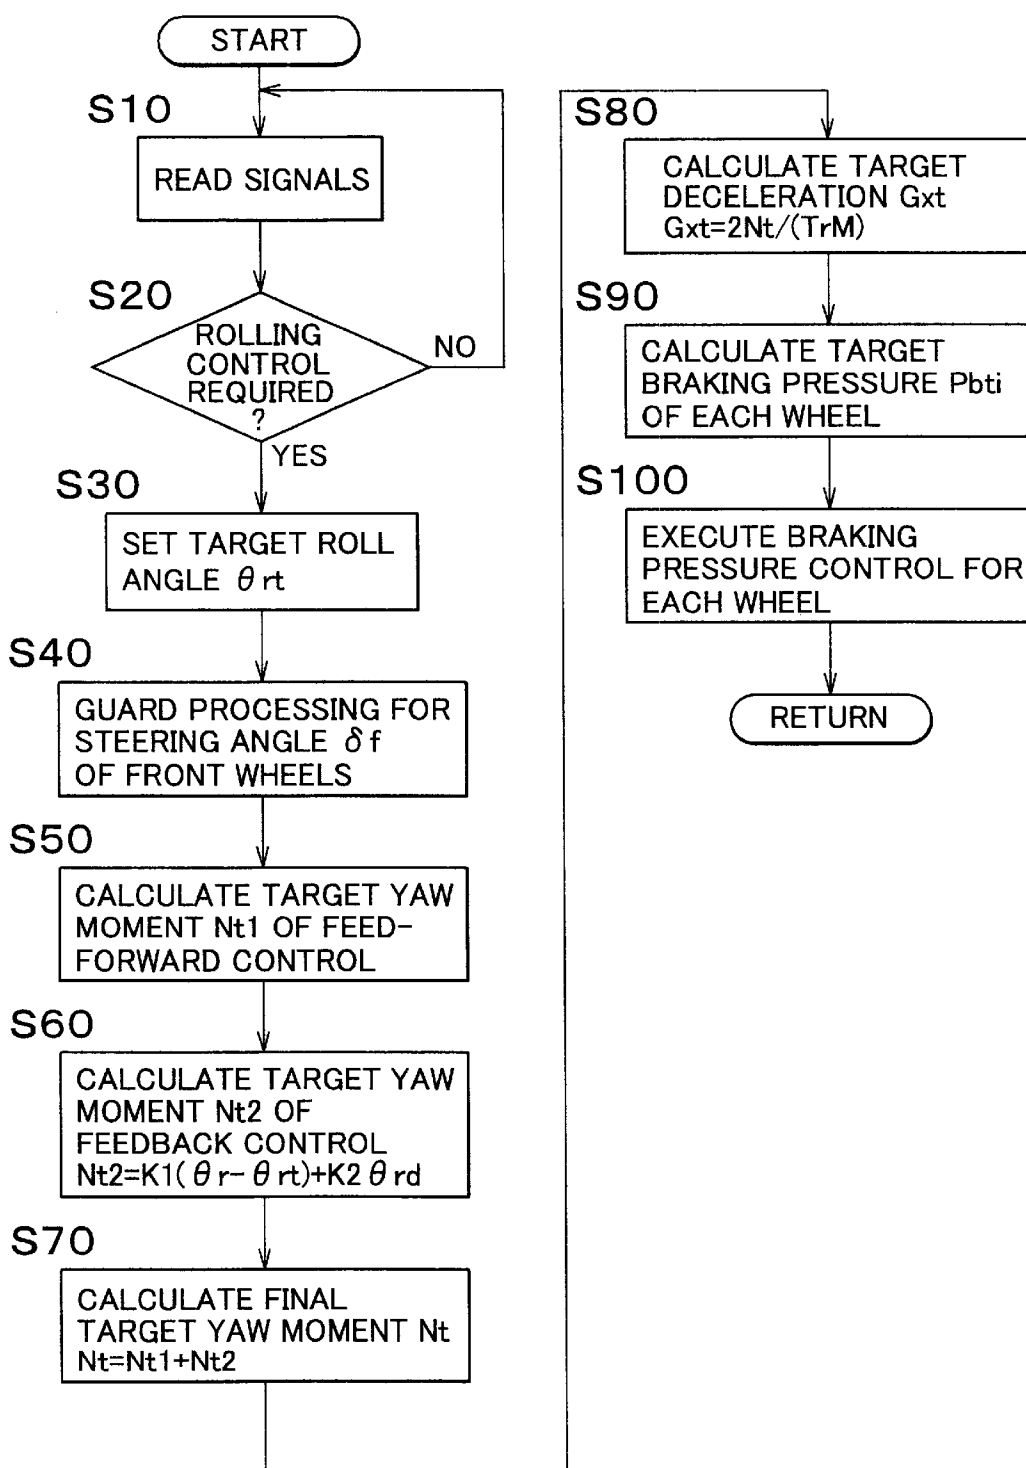 START
S10
READ SIGNALS
S20
ROLLING
CONTROL
REQUIRED
?
NO
YES
S30
SET TARGET ROLL
ANGLE θrt
S40
GUARD PROCESSING FOR
STEERING ANGLE δf
OF FRONT WHEELS
S50
CALCULATE TARGET YAW
MOMENT Nt1 OF FEED-
FORWARD CONTROL
S60
CALCULATE TARGET YAW
MOMENT Nt2 OF
FEEDBACK CONTROL
Nt2=K1(θr-θrt)+K2θrd
S70
CALCULATE FINAL
TARGET YAW MOMENT Nt
Nt=Nt1+Nt2
S80
CALCULATE TARGET
DECELERATION Gxt
Gxt=2Nt/(TrM)
S90
CALCULATE TARGET
BRAKING PRESSURE Pbti
OF EACH WHEEL
S100
EXECUTE BRAKING
PRESSURE CONTROL FOR
EACH WHEEL
RETURN